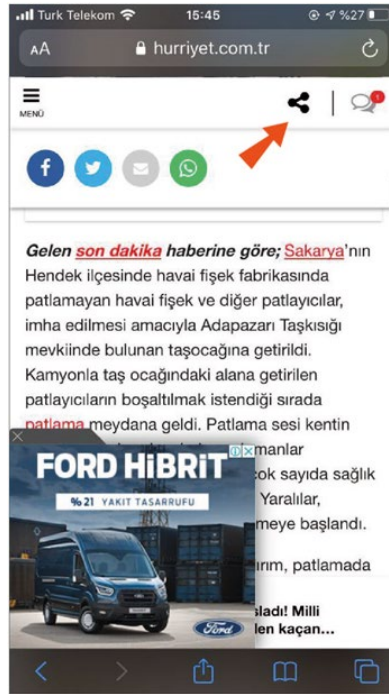 Turk Telekom 15:45 %27
AA hurriyet.com.tr
MENÜ 1
Gelen son dakika haberine göre; Sakarya'nın
Hendek ilçesinde havai fişek fabrikasında
patlamayan havai fişek ve diğer patlayıcılar,
imha edilmesi amacıyla Adapazarı Taşkısığı
mevkiinde bulunan taşocağına getirildi.
Kamyonla taş ocağındaki alana getirilen
patlayıcıların boşaltılmak istendiği sırada
patlama meydana geldi. Patlama sesi kentin
manlar
FORD HİBRİT
çok sayıda sağlık
%21 YAKIT TASARRUFU
Yaralılar,
meye başlandı.
rım, patlamada
sladı! Milli
Ford
len kaçan...